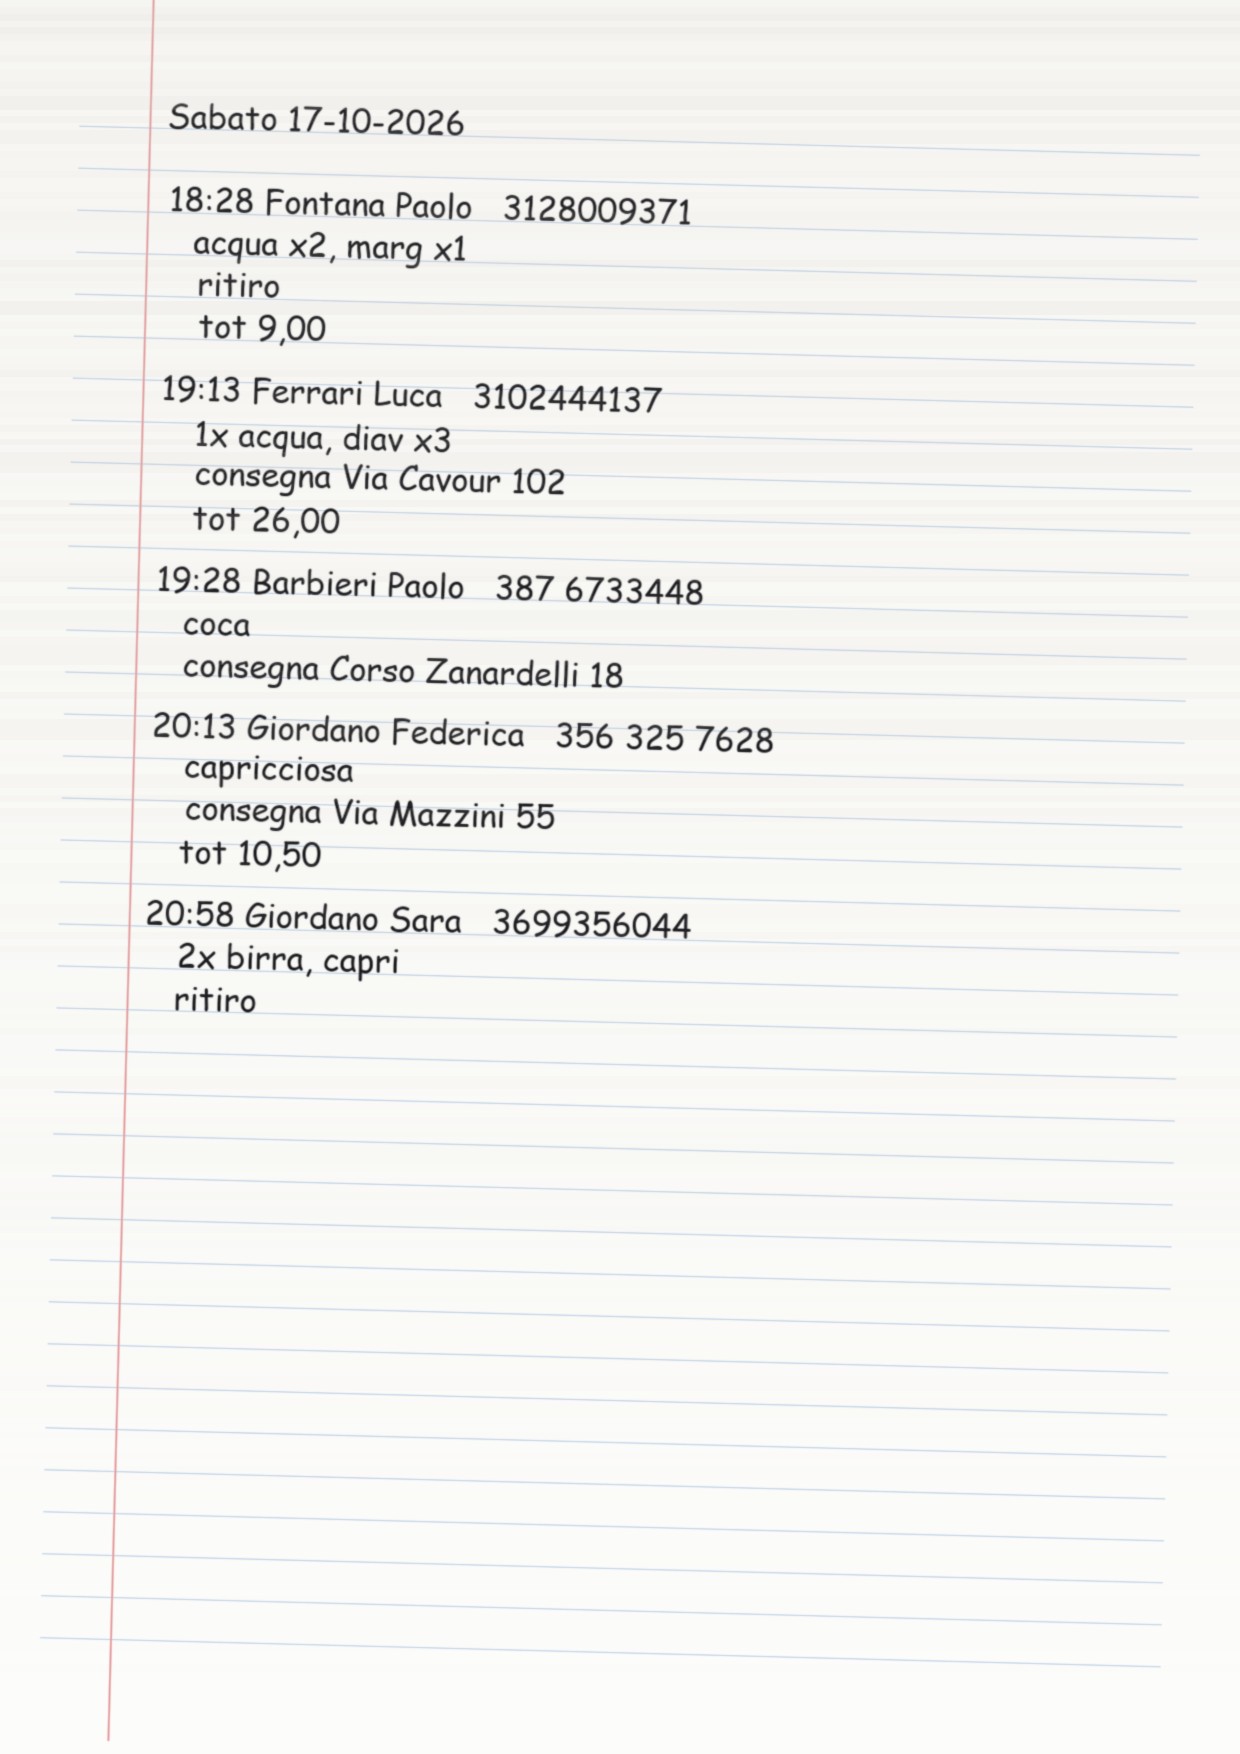 Sabato 17-10-2026
18:28 Fontana Paolo 3128009371
acqua x2, marg x1
ritiro
tot 9,00
19:13 Ferrari Luca 3102444137
1x acqua, diav x3
consegna Via Cavour 102
tot 26,00
19:28 Barbieri Paolo 387 6733448
coca
consegna Corso Zanardelli 18
20:13 Giordano Federica 356 325 7628
capricciosa
consegna Via Mazzini 55
tot 10,50
20:58 Giordano Sara 3699356044
2x birra, capri
ritiro